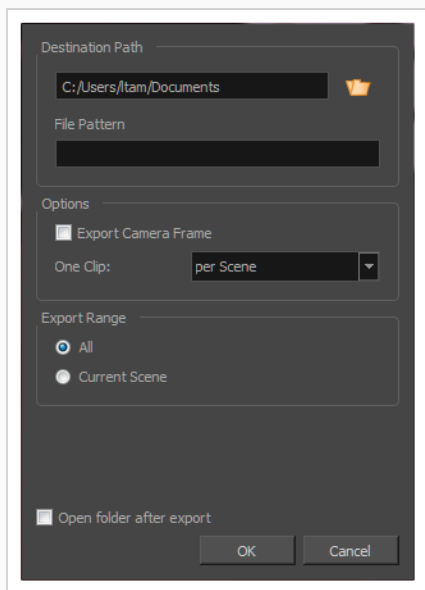 Destination Path
C:/Users/ltam/Documents
File Pattern
Options
Export Camera Frame
One Clip: per Scene
Export Range
All
Current Scene
Open folder after export
OK Cancel